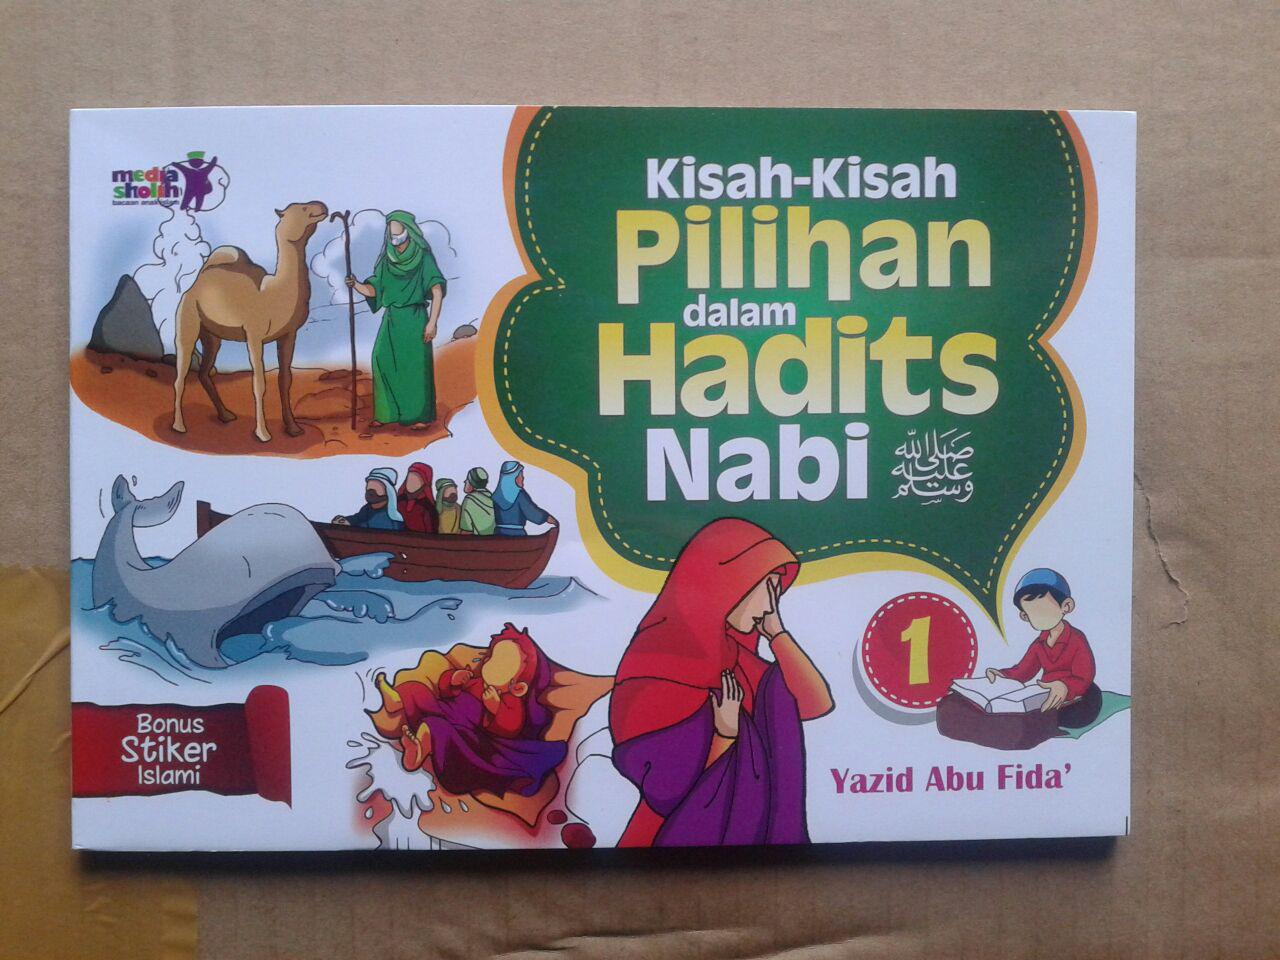 media
sholih
bacaan anak islam
Kisah-Kisah
Pilihan
dalam
Hadits
Nabi
صلى الله
عليه
وسلم
1
Bonus
Stiker
Islami
Yazid Abu Fida'